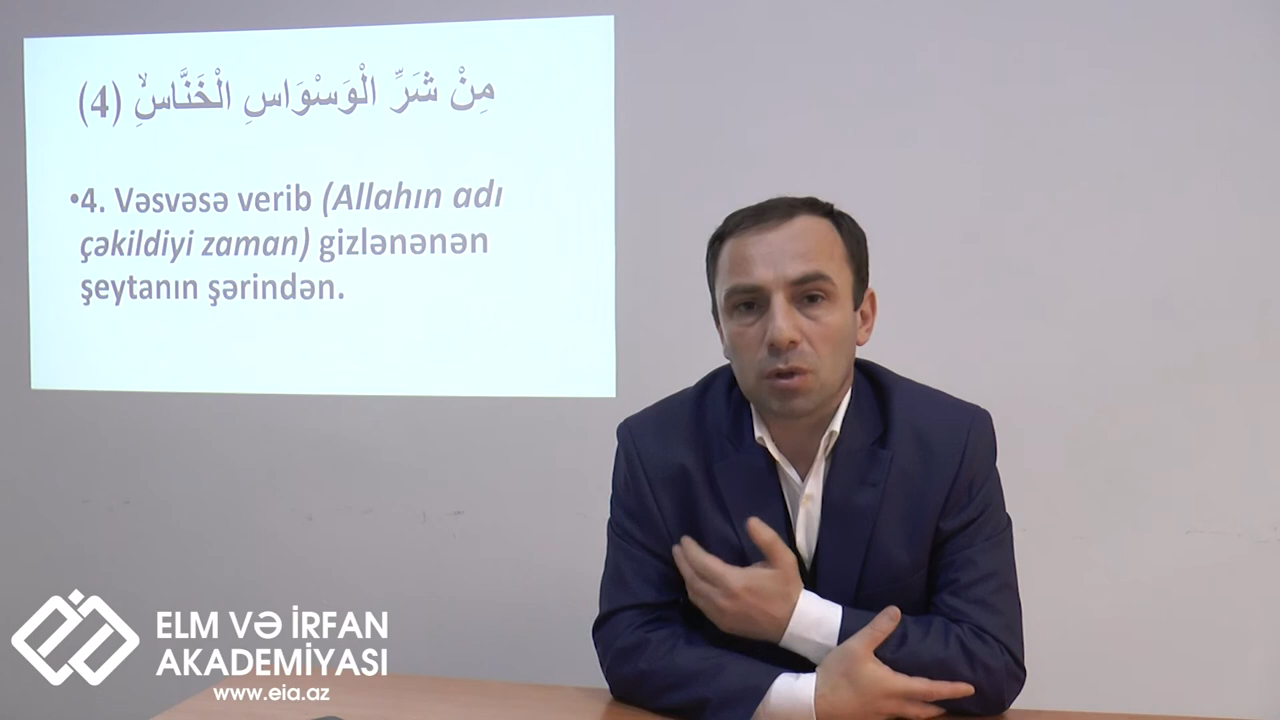 مِنْ شَرِّ الْوَسْوَاسِ الْخَنَّاسِۙ (4)
•4. Vəsvəsə verib (Allahın adı
çəkildiyi zaman) gizlənənən
şeytanın şərindən.
ELM VƏ İRFAN
AKADEMİYASI
www.eia.az